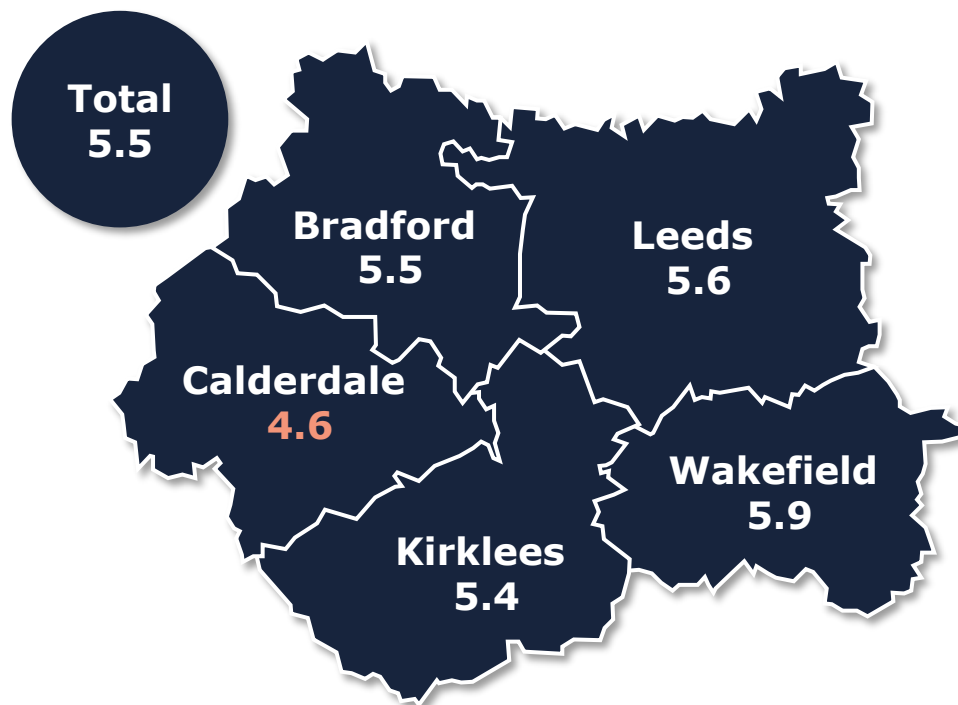 Total
5.5
Bradford
5.5
Leeds
5.6
Calderdale
4.6
Wakefield
5.9
Kirklees
5.4